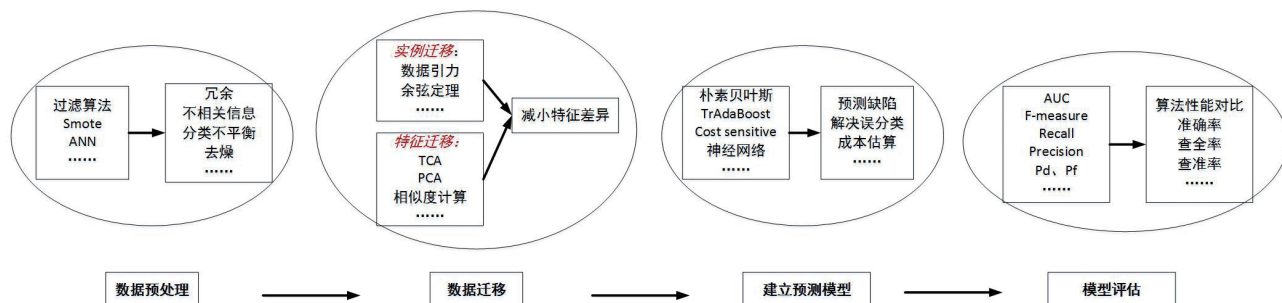 过滤算法
Smote
ANN
……
冗余
不相关信息
分类不平衡
去燥
……
实例迁移：
数据引力
余弦定理
……
特征迁移：
TCA
PCA
相似度计算
……
减小特征差异
朴素贝叶斯
TrAdaBoost
Cost sensitive
神经网络
……
预测缺陷
解决误分类
成本估算
……
AUC
F-measure
Recall
Precision
Pd、Pf
……
算法性能对比
准确率
查全率
查准率
……
数据预处理
数据迁移
建立预测模型
模型评估